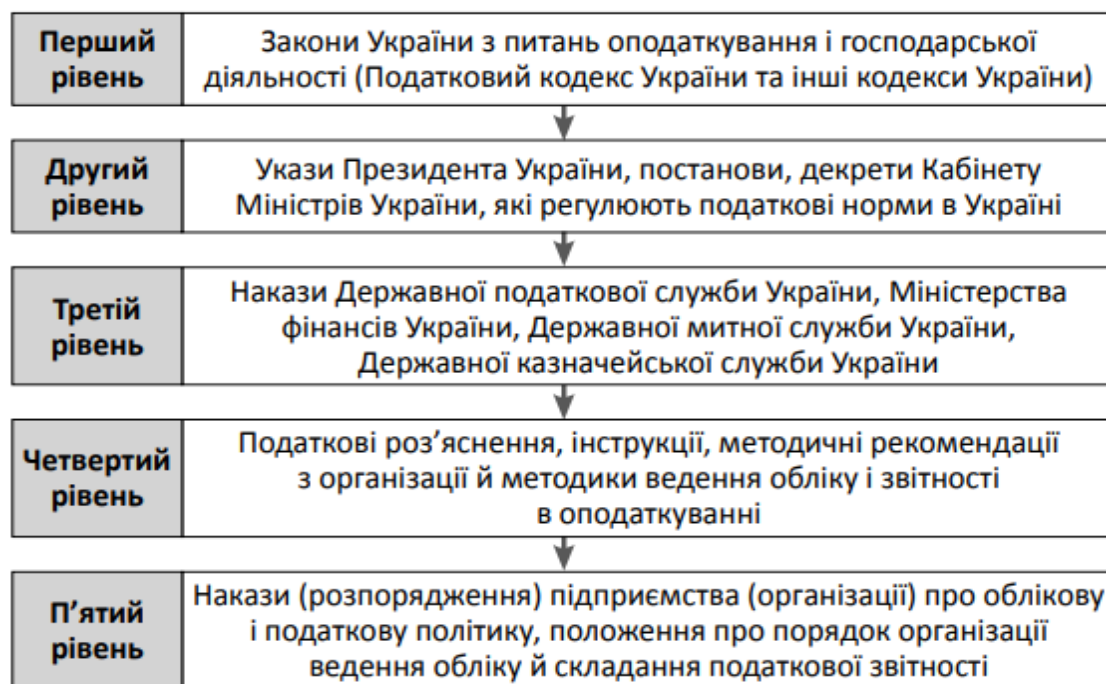 Перший
рівень
Закони України з питань оподаткування і господарської
діяльності (Податковий кодекс України та інші кодекси України)
Другий
рівень
Укази Президента України, постанови, декрети Кабінету
Міністрів України, які регулюють податкові норми в Україні
Третій
рівень
Накази Державної податкової служби України, Міністерства
фінансів України, Державної митної служби України,
Державної казначейської служби України
Четвертий
рівень
Податкові роз’яснення, інструкції, методичні рекомендації
з організації й методики ведення обліку і звітності
в оподаткуванні
П’ятий
рівень
Накази (розпорядження) підприємства (організації) про облікову
і податкову політику, положення про порядок організації
ведення обліку й складання податкової звітності